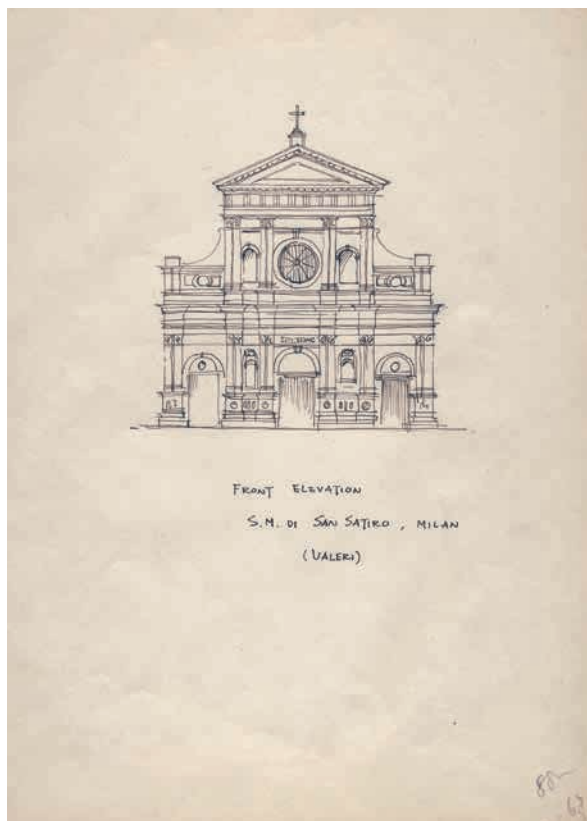 FRONT ELEVATION
S.M. DI SAN SATIRO, MILAN
(VALERI)